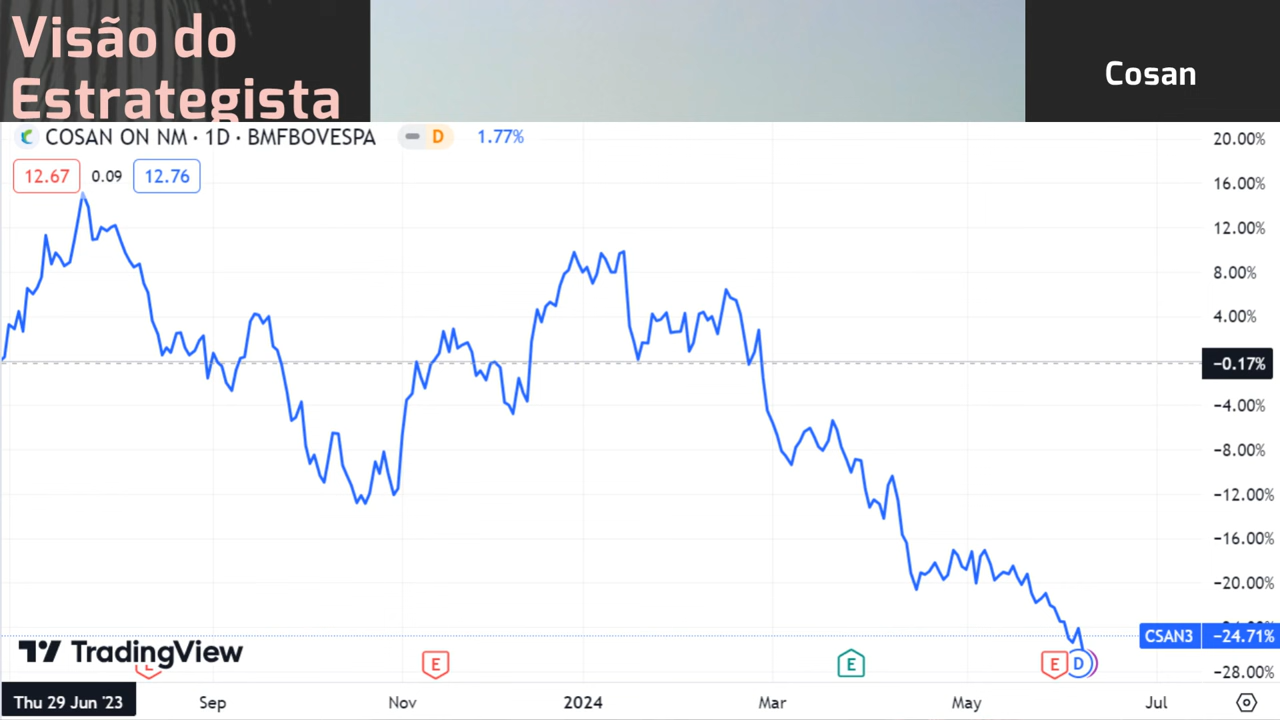 Visão do
Estrategista
Cosan
COSAN ON NM · 1D · BMFBOVESPA
D
1.77%
12.67
0.09
12.76
20.00%
16.00%
12.00%
8.00%
4.00%
−0.17%
−4.00%
−8.00%
−12.00%
−16.00%
−20.00%
CSAN3
−24.71%
−28.00%
TradingView
E
E
E
D
Thu 29 Jun '23
Sep
Nov
2024
Mar
May
Jul